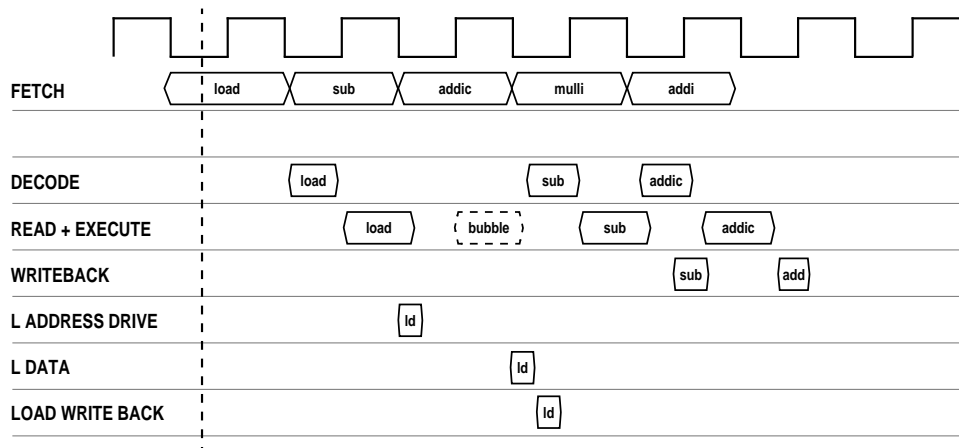 FETCH load sub addic mulli addi
DECODE load sub addic
READ + EXECUTE load bubble sub addic
WRITEBACK sub add
L ADDRESS DRIVE ld
L DATA ld
LOAD WRITE BACK ld